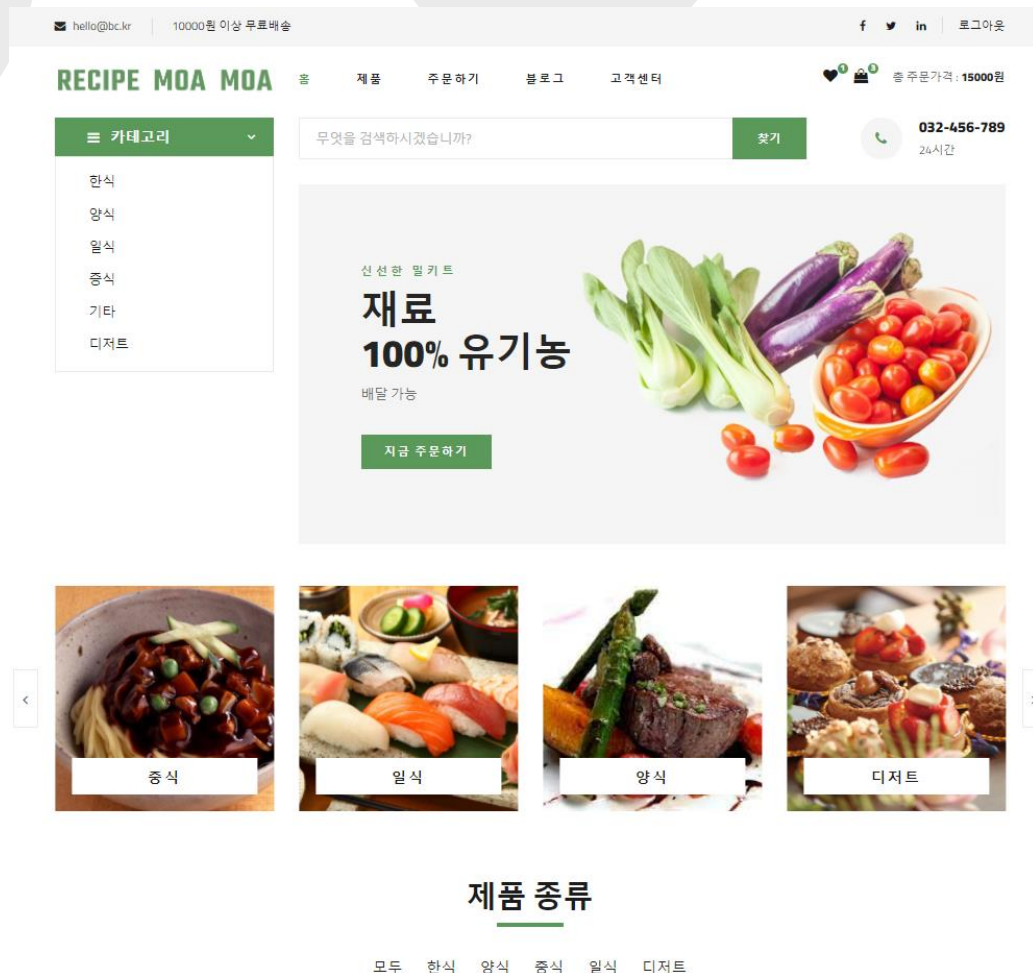 hello@bc.kr 10000원 이상 무료배송 로그아웃
RECIPE MOA MOA 홈 제품 주문하기 블로그 고객센터 1 3 총 주문가격 : 15000원
카테고리
무엇을 검색하시겠습니까? 찾기
032-456-789
24시간
한식
양식
일식
중식
기타
디저트
신선한 밀키트
재료
100% 유기농
배달 가능
지금 주문하기
중식 일식 양식 디저트
제품 종류
모두 한식 양식 중식 일식 디저트